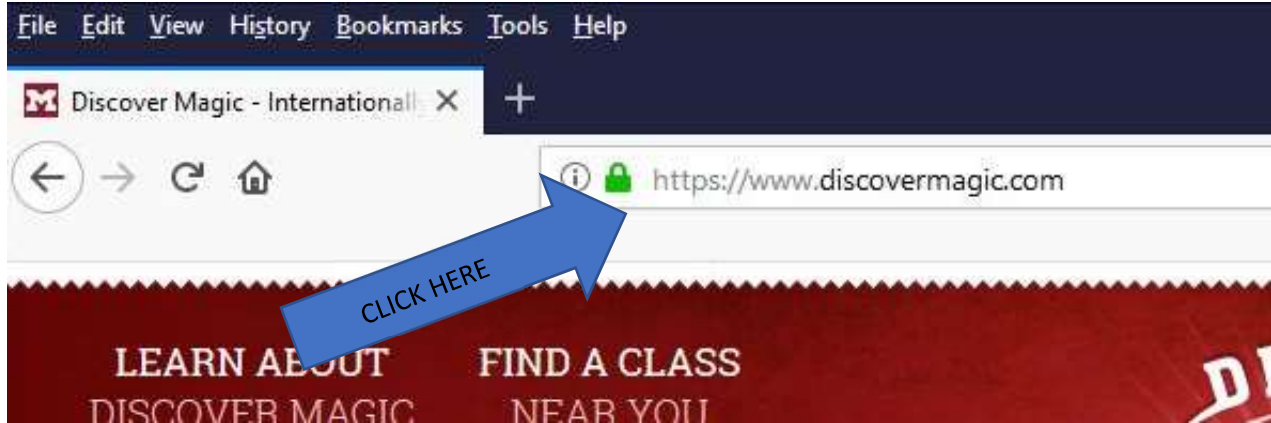 File Edit View History Bookmarks Tools Help
M Discover Magic - Internationall
https://www.discovermagic.com
CLICK HERE
LEARN ABOUT
DISCOVER MAGIC
FIND A CLASS
NEAR YOU